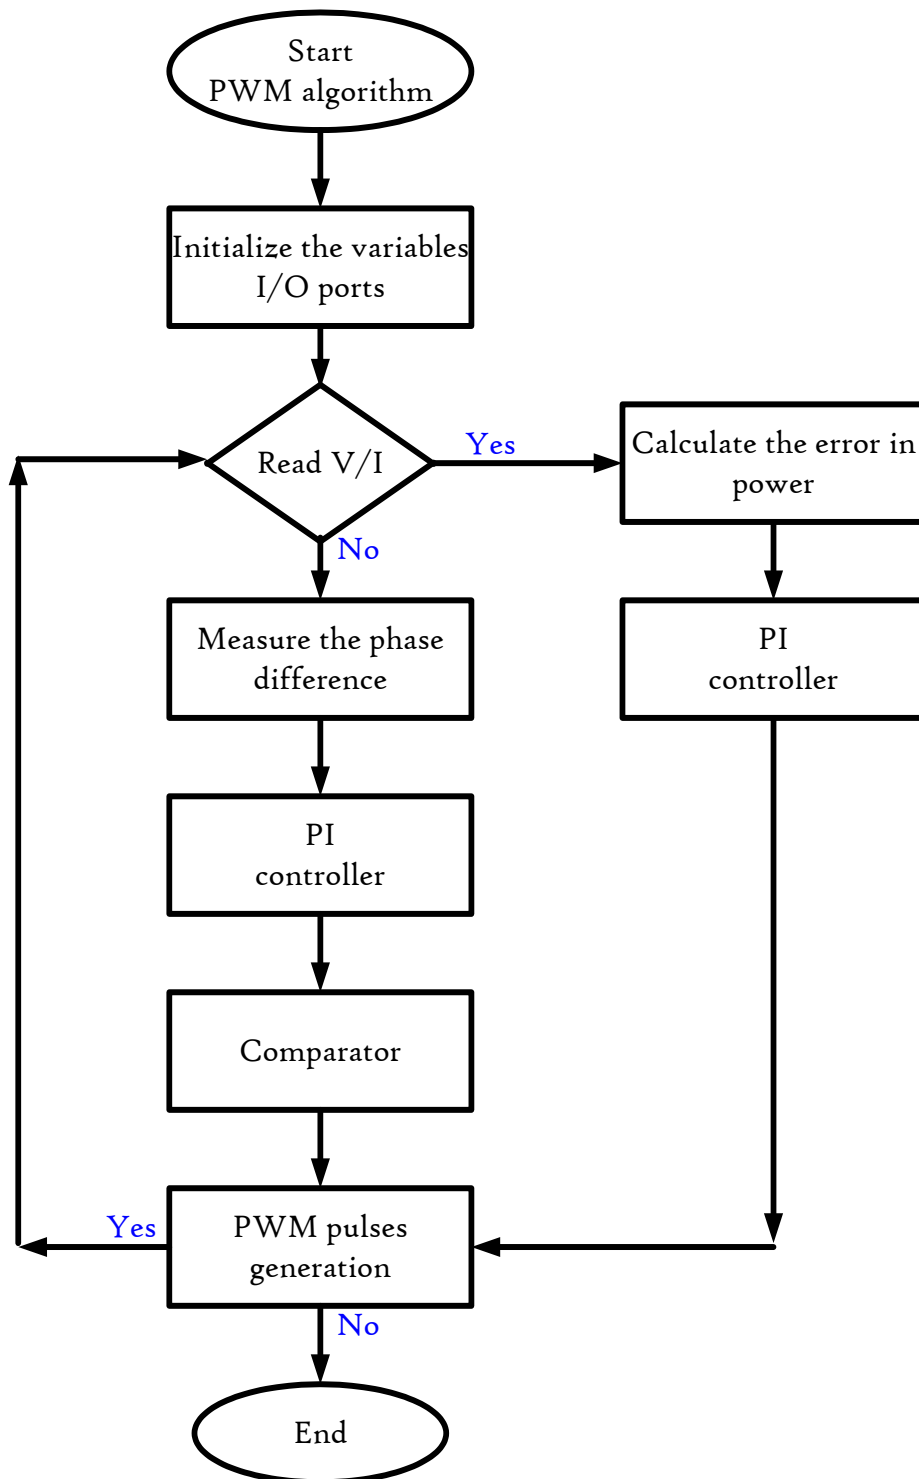 Start
PWM algorithm
Initialize the variables
I/O ports
Read V/I
Yes
Calculate the error in
power
No
Measure the phase
difference
PI
controller
PI
controller
Comparator
Yes
PWM pulses
generation
No
End